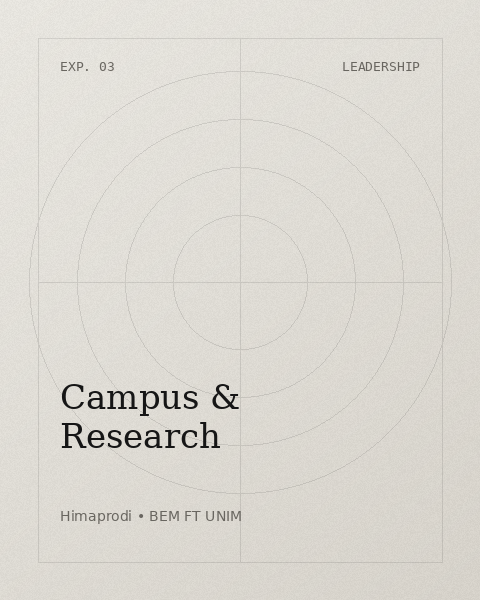 EXP. 03
LEADERSHIP
Campus &
Research
Himaprodi • BEM FT UNIM